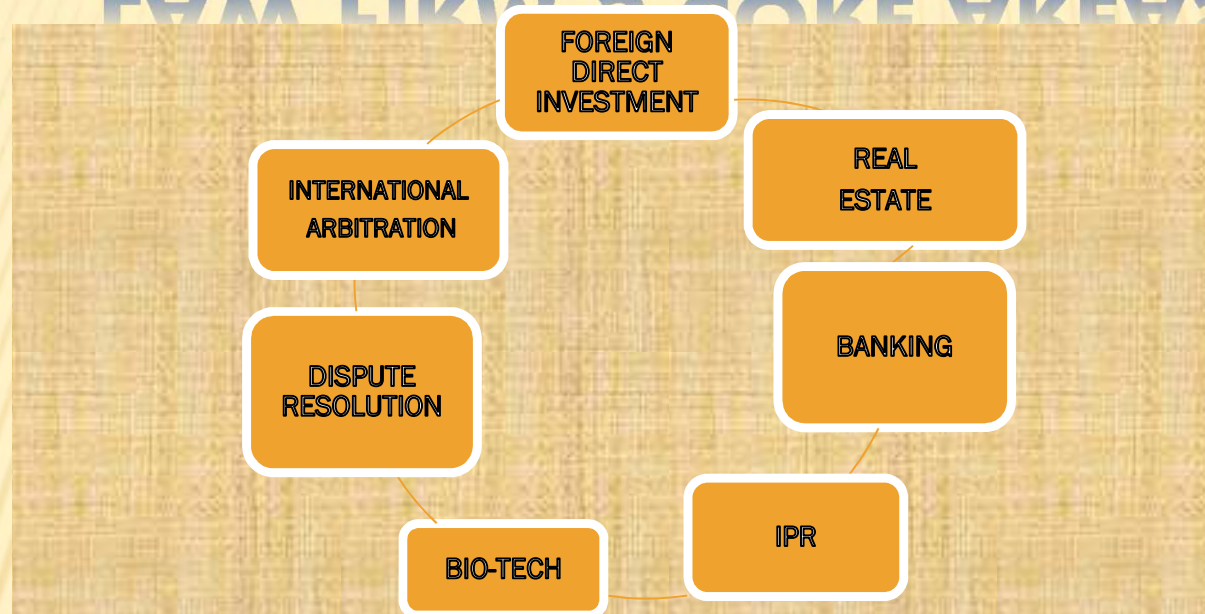 FOREIGN
DIRECT
INVESTMENT
REAL
ESTATE
BANKING
IPR
BIO-TECH
DISPUTE
RESOLUTION
INTERNATIONAL
ARBITRATION